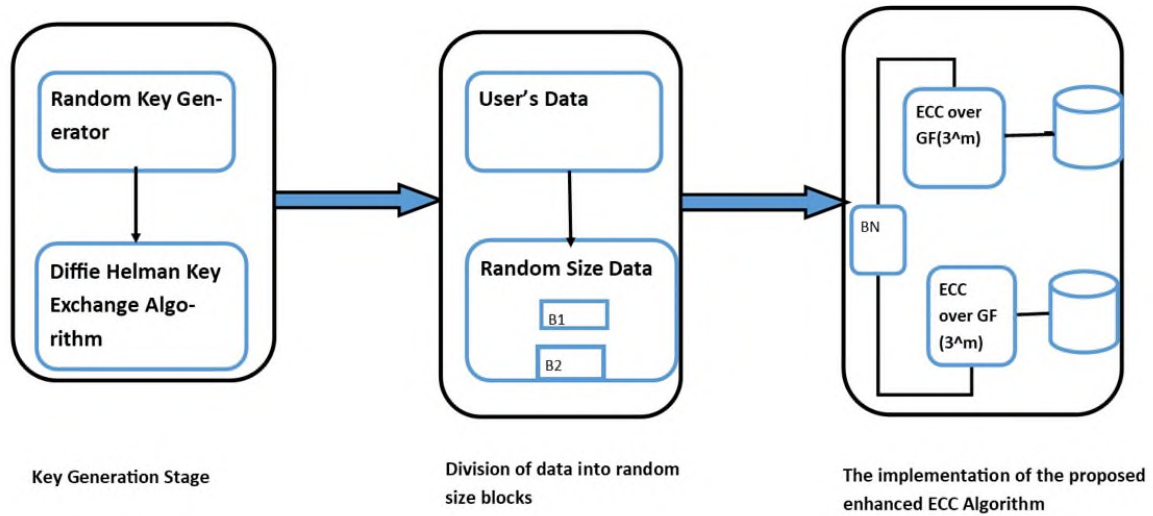 Random Key Gen-
erator
Diffie Helman Key
Exchange Algo-
rithm
Key Generation Stage
User's Data
Random Size Data
B1
B2
Division of data into random
size blocks
BN
ECC over
GF(3^m)
ECC
over GF
(3^m)
The implementation of the proposed
enhanced ECC Algorithm